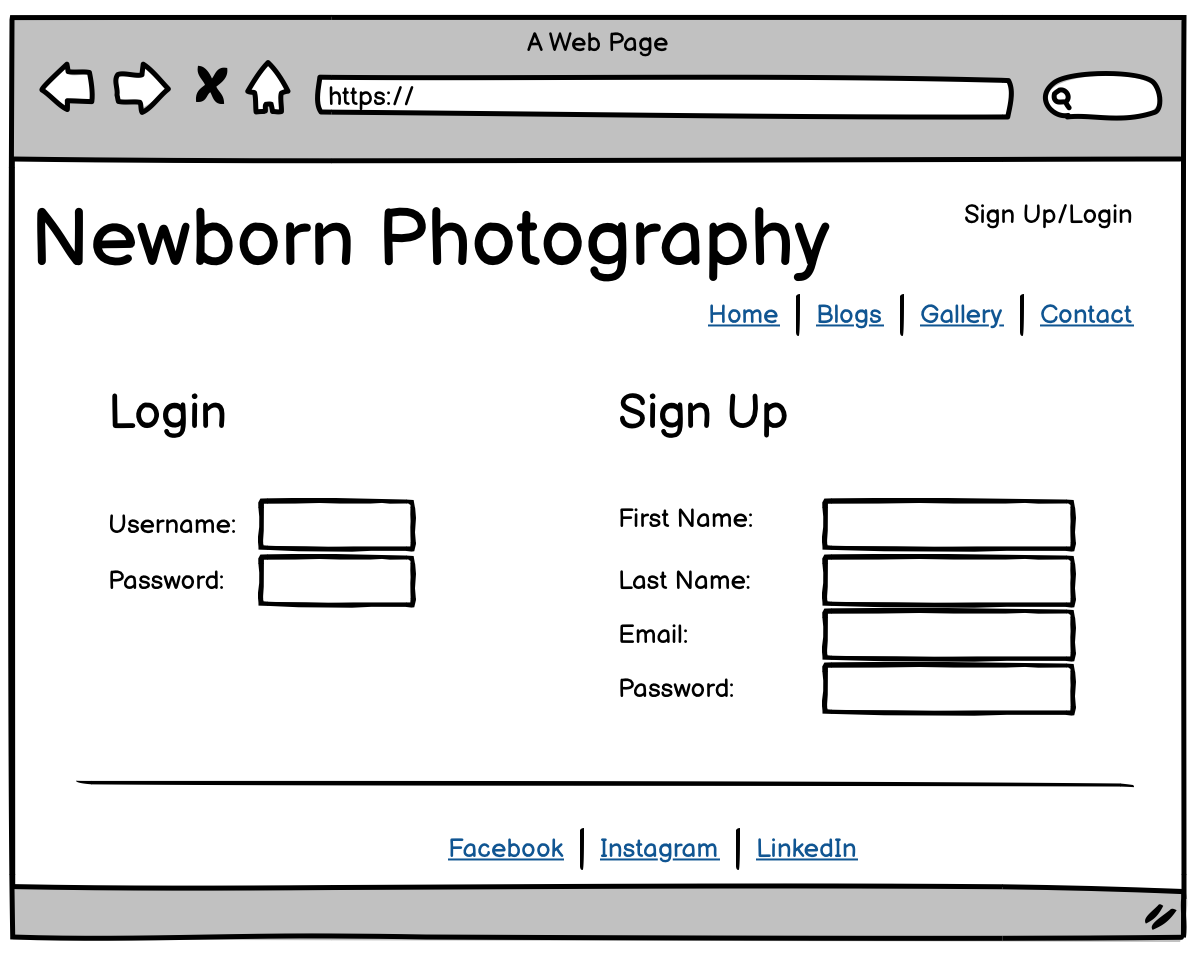 A Web Page
https://
Newborn Photography
Sign Up/Login
Home Blogs Gallery Contact
Login
Username:
Password:
Sign Up
First Name:
Last Name:
Email:
Password:
Facebook Instagram LinkedIn